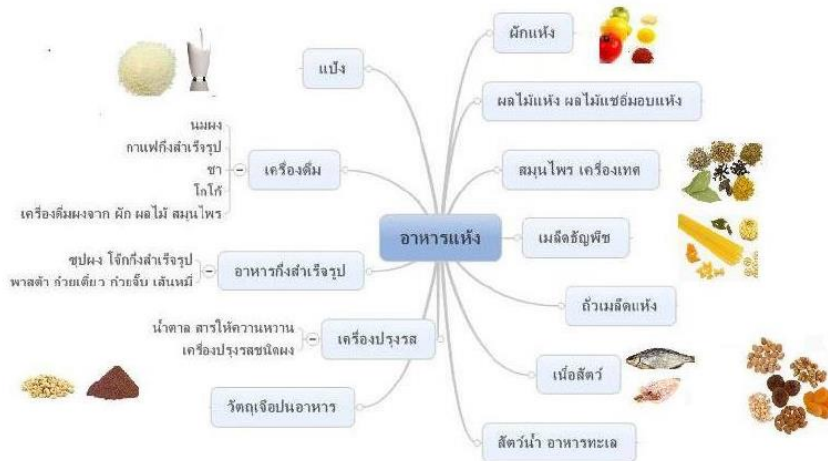 ผักแห้ง
แป้ง
ผลไม้แห้ง ผลไม้แช่อิ่มอบแห้ง
นมผง
กาแฟกึ่งสำเร็จรูป
ชา
โกโก้
เครื่องดื่มผงจาก ผัก ผลไม้ สมุนไพร
เครื่องดื่ม
สมุนไพร เครื่องเทศ
อาหารแห้ง
เมล็ดธัญพืช
ซุปผง โจ๊กกึ่งสำเร็จรูป
พาสต้า ก๋วยเตี๋ยว ก๋วยจั๊บ เส้นหมี่
อาหารกึ่งสำเร็จรูป
ถั่วเมล็ดแห้ง
น้ำตาล สารให้ความหวาน
เครื่องปรุงรสชนิดผง
เครื่องปรุงรส
เนื้อสัตว์
วัตถุเจือปนอาหาร
สัตว์น้ำ อาหารทะเล